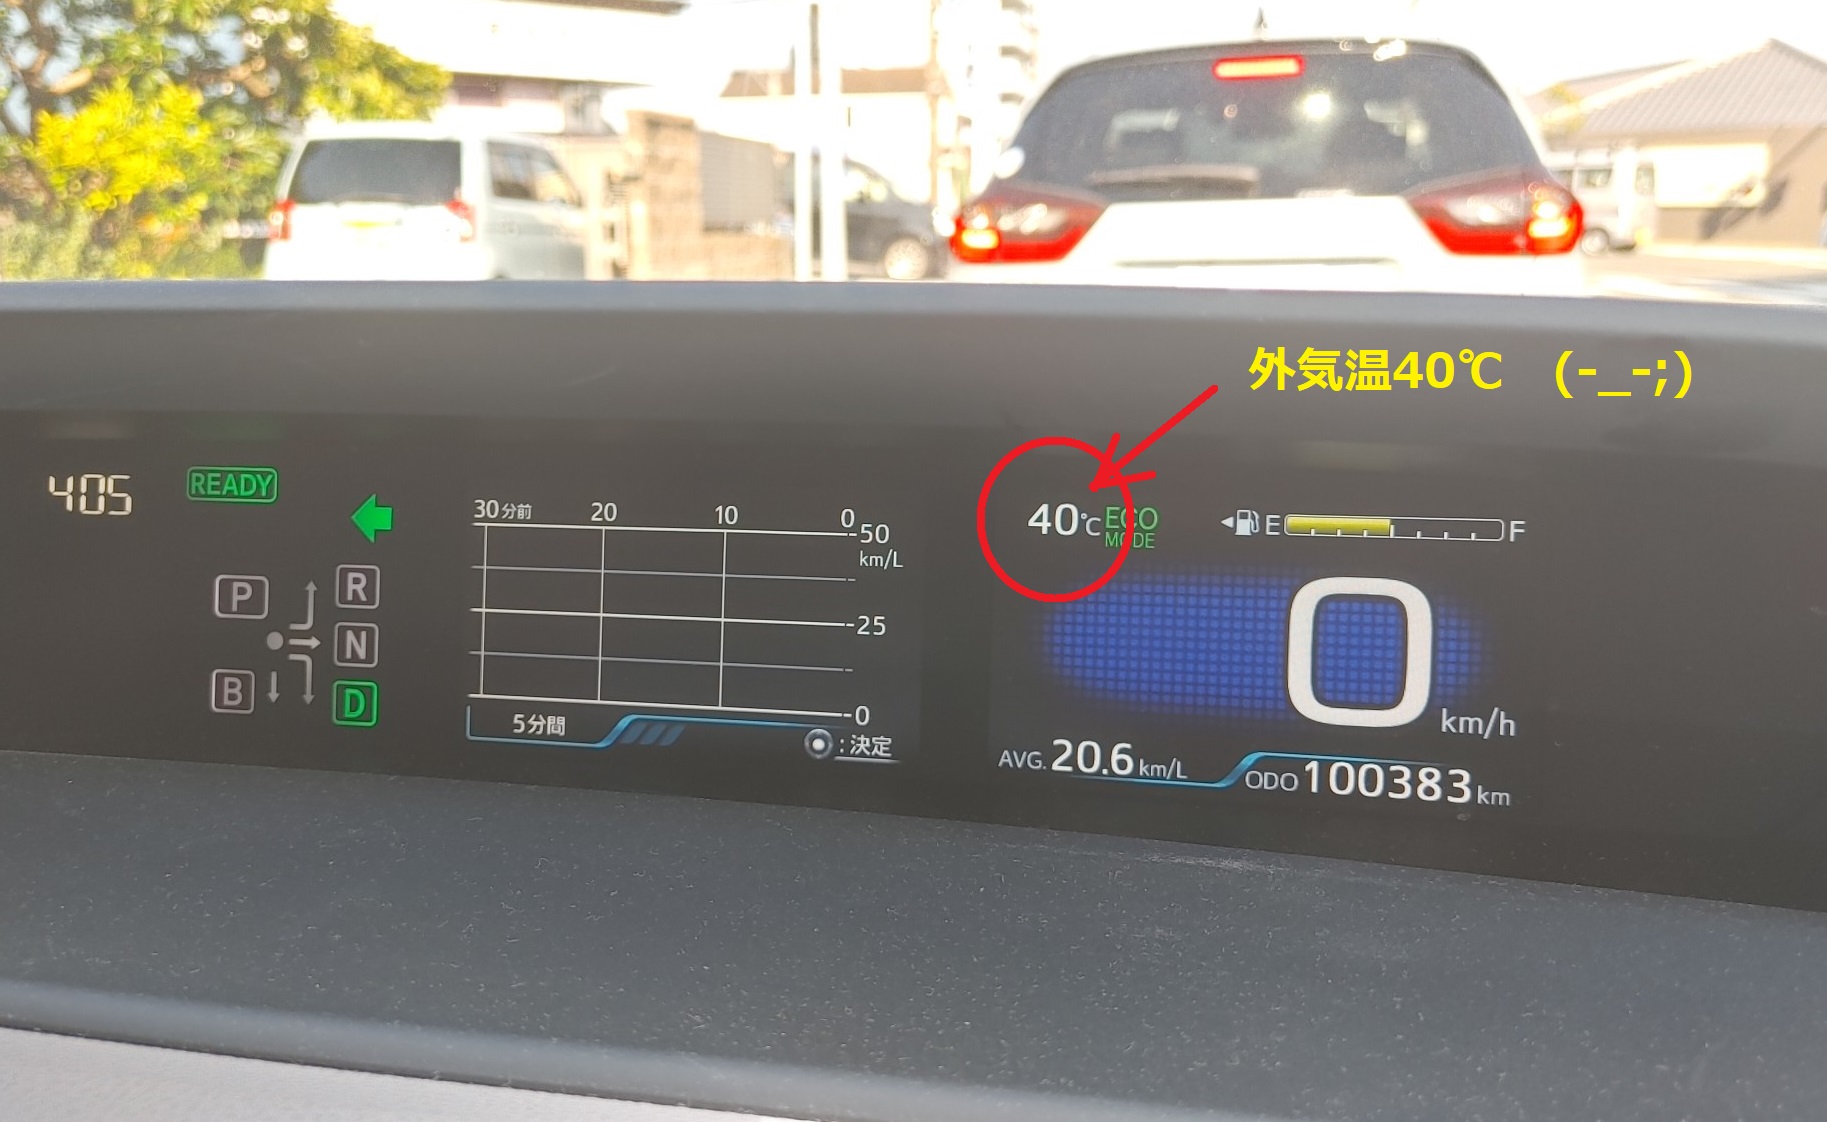 外気温40℃ (-_-;)
405
READY
P
R
N
B
D
30分前 20 10 0
50
km/L
25
0
5分間
:決定
40℃
ECO
MODE
E F
0
km/h
AVG. 20.6 km/L
ODO 100383 km